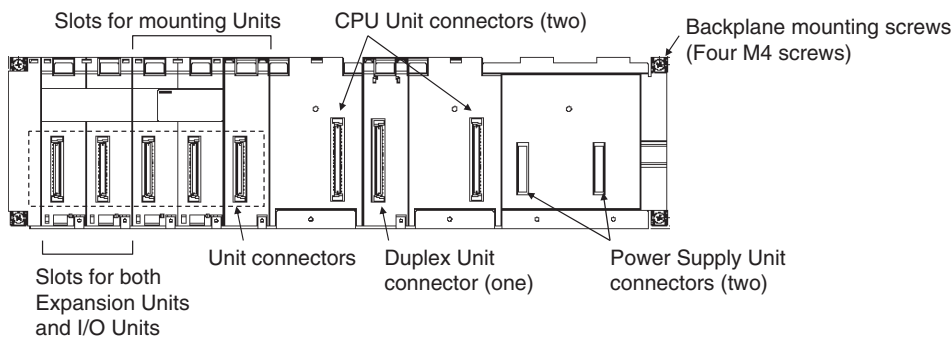 Slots for mounting Units
CPU Unit connectors (two)
Backplane mounting screws
(Four M4 screws)
Unit connectors
Duplex Unit
connector (one)
Power Supply Unit
connectors (two)
Slots for both
Expansion Units
and I/O Units